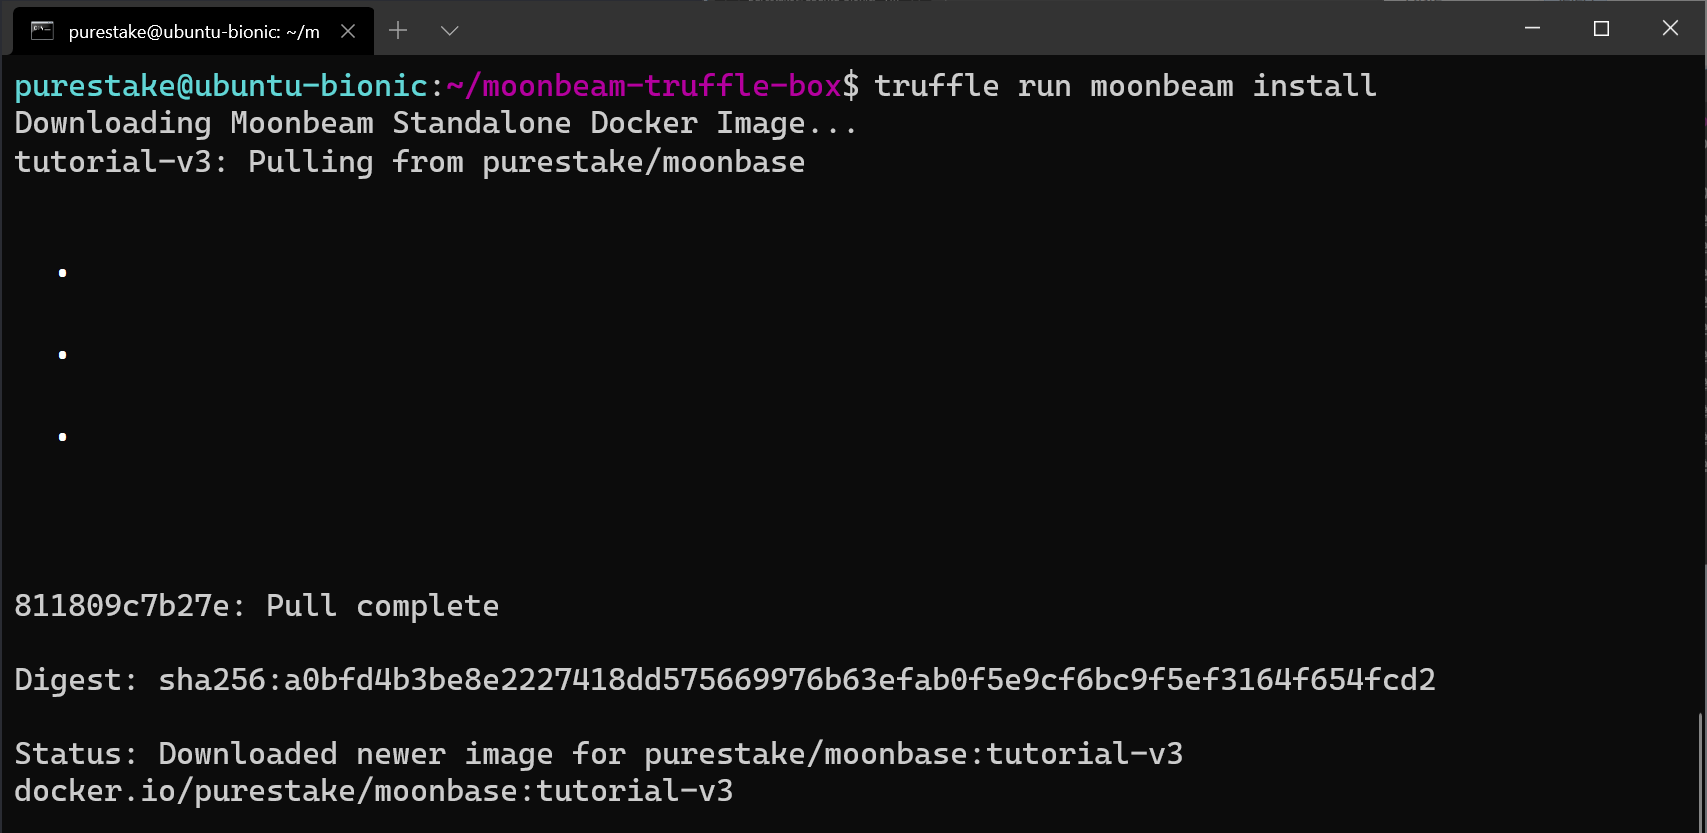 purestake@ubuntu-bionic: ~/m
purestake@ubuntu-bionic:~/moonbeam-truffle-box$ truffle run moonbeam install
Downloading Moonbeam Standalone Docker Image...
tutorial-v3: Pulling from purestake/moonbase
.
.
.
811809c7b27e: Pull complete
Digest: sha256:a0bfd4b3be8e2227418dd575669976b63efab0f5e9cf6bc9f5ef3164f654fcd2
Status: Downloaded newer image for purestake/moonbase:tutorial-v3
docker.io/purestake/moonbase:tutorial-v3